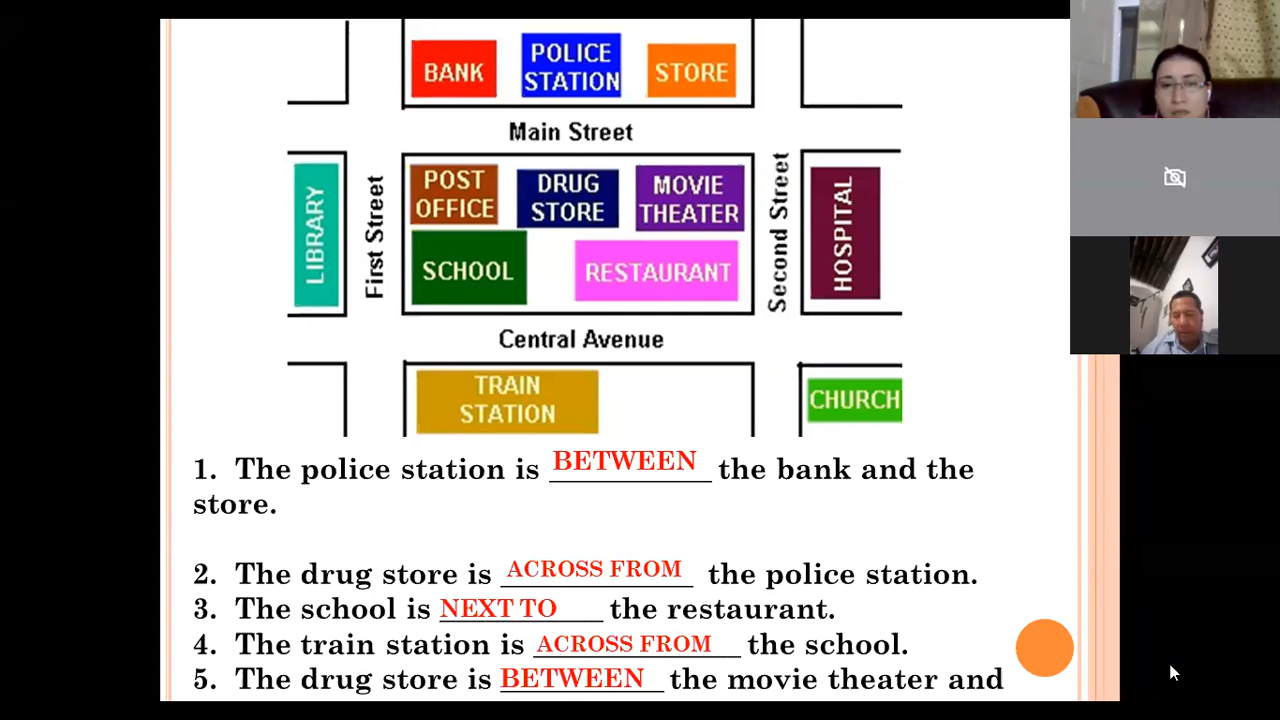 BANK
POLICE
STATION
STORE
Main Street
LIBRARY
First Street
POST
OFFICE
DRUG
STORE
MOVIE
THEATER
SCHOOL
RESTAURANT
Second Street
HOSPITAL
Central Avenue
TRAIN
STATION
CHURCH
1. The police station is BETWEEN the bank and the
store.
2. The drug store is ACROSS FROM the police station.
3. The school is NEXT TO the restaurant.
4. The train station is ACROSS FROM the school.
5. The drug store is BETWEEN the movie theater and